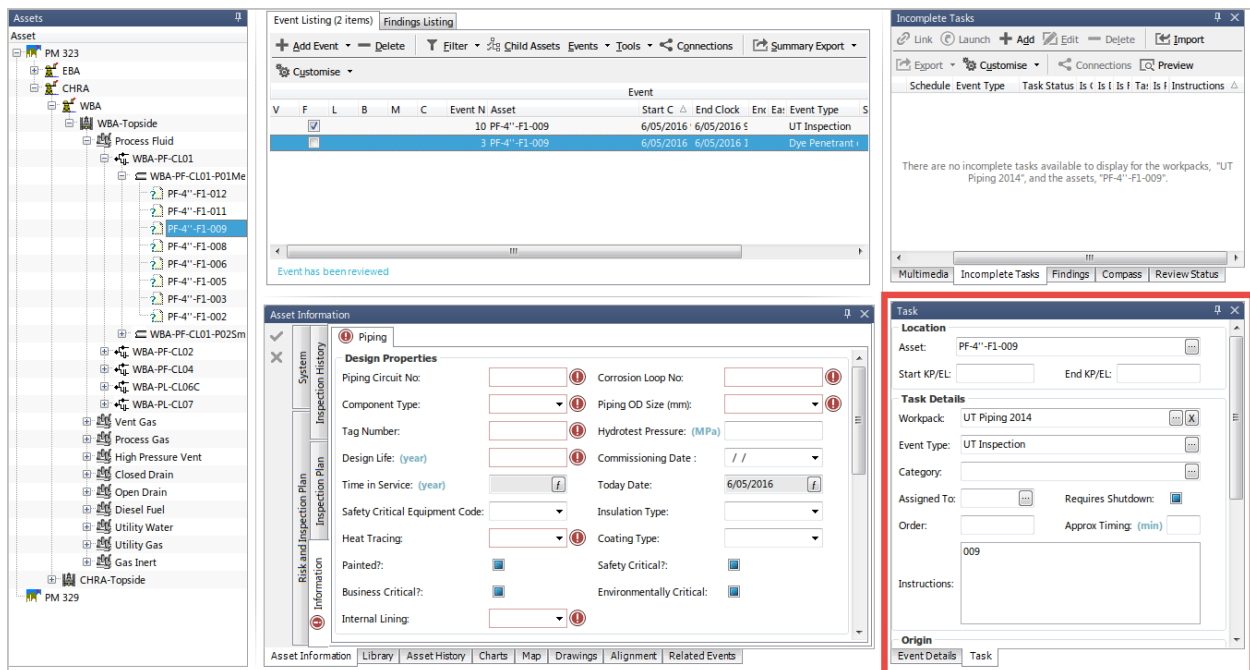 Assets
Asset
PM 323
EBA
CHRA
WBA
WBA-Topside
Process Fluid
WBA-PF-CL01
WBA-PF-CL01-P01Me
PF-4''-F1-012
PF-4''-F1-011
PF-4''-F1-009
PF-4''-F1-008
PF-4''-F1-006
PF-4''-F1-005
PF-4''-F1-003
PF-4''-F1-002
WBA-PF-CL01-P02Sm
WBA-PF-CL02
WBA-PF-CL04
WBA-PL-CL06C
WBA-PL-CL07
Vent Gas
Process Gas
High Pressure Vent
Closed Drain
Open Drain
Diesel Fuel
Utility Water
Utility Gas
Gas Inert
CHRA-Topside
PM 329
Event Listing (2 items) Findings Listing
Add Event Delete Filter Child Assets Events Tools Connections Summary Export
Customise
Event
V F L B M C Event N Asset Start C End Clock Enc Eas Event Type S
10 PF-4''-F1-009 6/05/2016 6/05/2016 9 UT Inspection
3 PF-4''-F1-009 6/05/2016 6/05/2016 1 Dye Penetrant
Event has been reviewed
Asset Information
System
Inspection History
Risk and Inspection Plan
Inspection Plan
Information
Piping
Design Properties
Piping Circuit No: Corrosion Loop No:
Component Type: Piping OD Size (mm):
Tag Number: Hydrotest Pressure: (MPa)
Design Life: (year) Commissioning Date : / /
Time in Service: (year) f Today Date: 6/05/2016 f
Safety Critical Equipment Code: Insulation Type:
Heat Tracing: Coating Type:
Painted?: Safety Critical?:
Business Critical?: Environmentally Critical:
Internal Lining:
Asset Information Library Asset History Charts Map Drawings Alignment Related Events
Incomplete Tasks
Link Launch Add Edit Delete Import
Export Customise Connections Preview
Schedule Event Type Task Status Is ( Is I Is F Ta: Is F Instructions
There are no incomplete tasks available to display for the workpacks, "UT
Piping 2014", and the assets, "PF-4''-F1-009".
Multimedia Incomplete Tasks Findings Compass Review Status
Task
Location
Asset: PF-4''-F1-009 ...
Start KP/EL: End KP/EL:
Task Details
Workpack: UT Piping 2014 ... X
Event Type: UT Inspection ...
Category: ...
Assigned To: ... Requires Shutdown:
Order: Approx Timing: (min)
009
Instructions:
Origin
Event Details Task